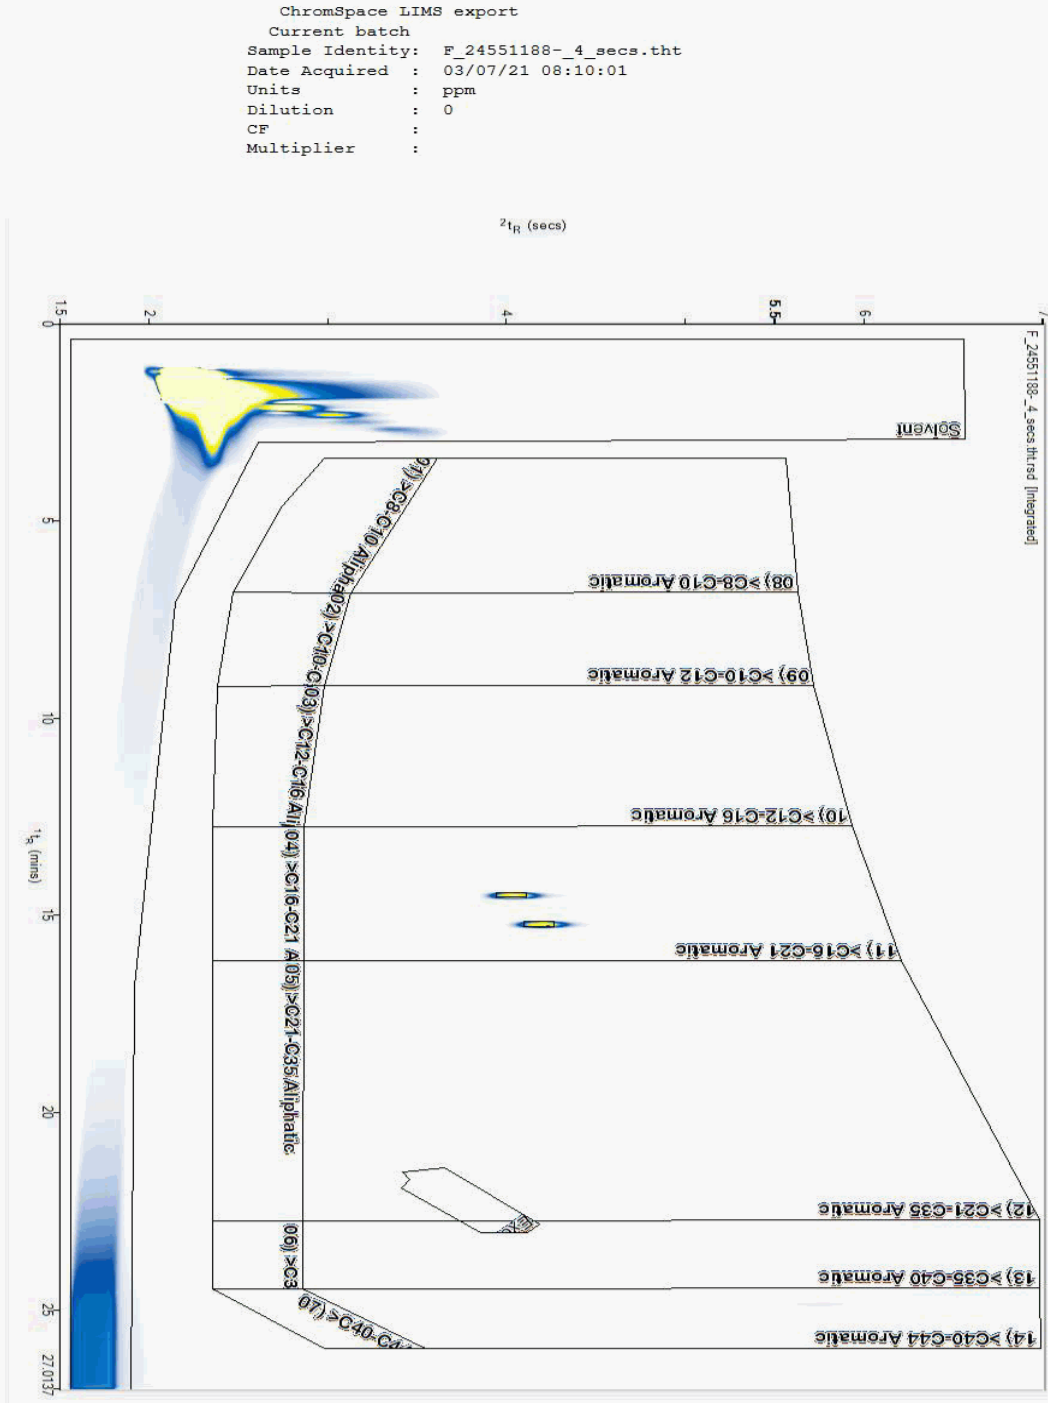 ChromSpace LIMS export
Current batch
Sample Identity: F_24551188-_4_secs.tht
Date Acquired : 03/07/21 08:10:01
Units : ppm
Dilution : 0
CF :
Multiplier :
²tR (secs)
1.5 2 4 5.5 6 7
F_24551188-_4_secs.tht.rsd [Integrated]
0
Solvent
01) >C8-C10 Alipha
5
08) >C8-C10 Aromatic
02) >C10-C
09) >C10-C12 Aromatic
03) >C12-C16 Ali
10
10) >C12-C16 Aromatic
04) >C16-C21 A
¹tR (mins)
15
11) >C16-C21 Aromatic
05) >C21-C35 Aliphatic
20
12) >C21-C35 Aromatic
06) >C3
13) >C35-C40 Aromatic
07) >C40-C4
25
14) >C40-C44 Aromatic
27.0137